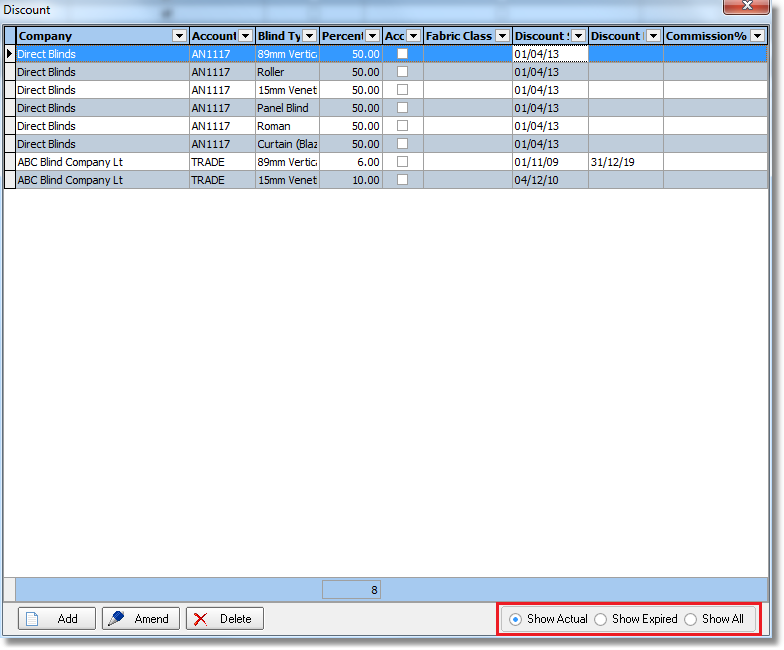 Discount
Company Account Blind Ty Percent Acc Fabric Class Discount Discount Commission%
Direct Blinds AN1117 89mm Vertica 50.00 01/04/13
Direct Blinds AN1117 Roller 50.00 01/04/13
Direct Blinds AN1117 15mm Venet 50.00 01/04/13
Direct Blinds AN1117 Panel Blind 50.00 01/04/13
Direct Blinds AN1117 Roman 50.00 01/04/13
Direct Blinds AN1117 Curtain (Blaz 50.00 01/04/13
ABC Blind Company Lt TRADE 89mm Vertica 6.00 01/11/09 31/12/19
ABC Blind Company Lt TRADE 15mm Venet 10.00 04/12/10
8
Add Amend Delete Show Actual Show Expired Show All